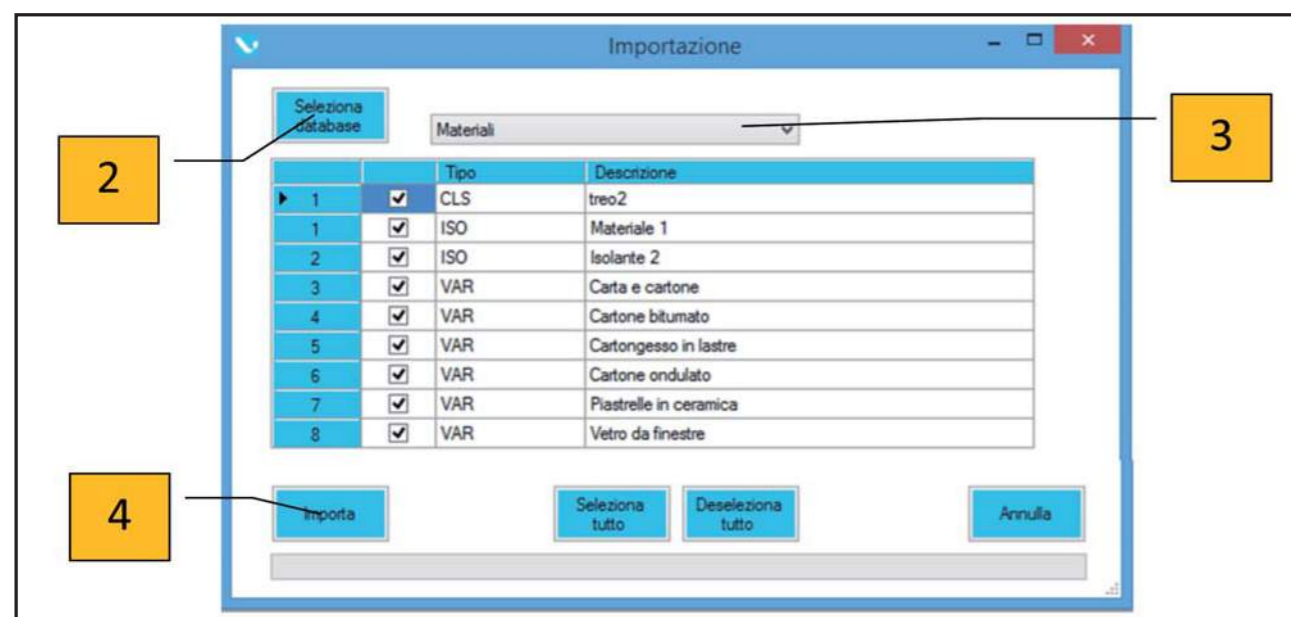 Importazione
Seleziona
database
Materiali
3
2
Tipo Descrizione
1 CLS treo2
1 ISO Materiale 1
2 ISO Isolante 2
3 VAR Carta e cartone
4 VAR Cartone bitumato
5 VAR Cartongesso in lastre
6 VAR Cartone ondulato
7 VAR Piastrelle in ceramica
8 VAR Vetro da finestre
4
Importa
Seleziona
tutto
Deseleziona
tutto
Annulla